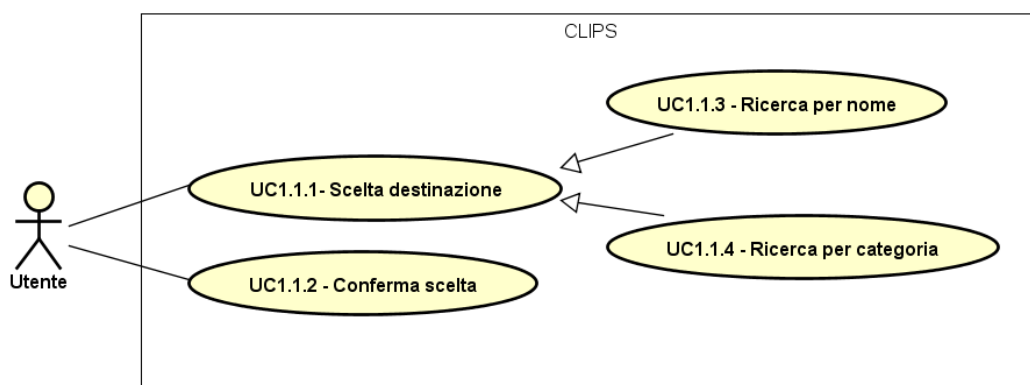 CLIPS
UC1.1.3 - Ricerca per nome
UC1.1.1- Scelta destinazione
UC1.1.4 - Ricerca per categoria
Utente
UC1.1.2 - Conferma scelta